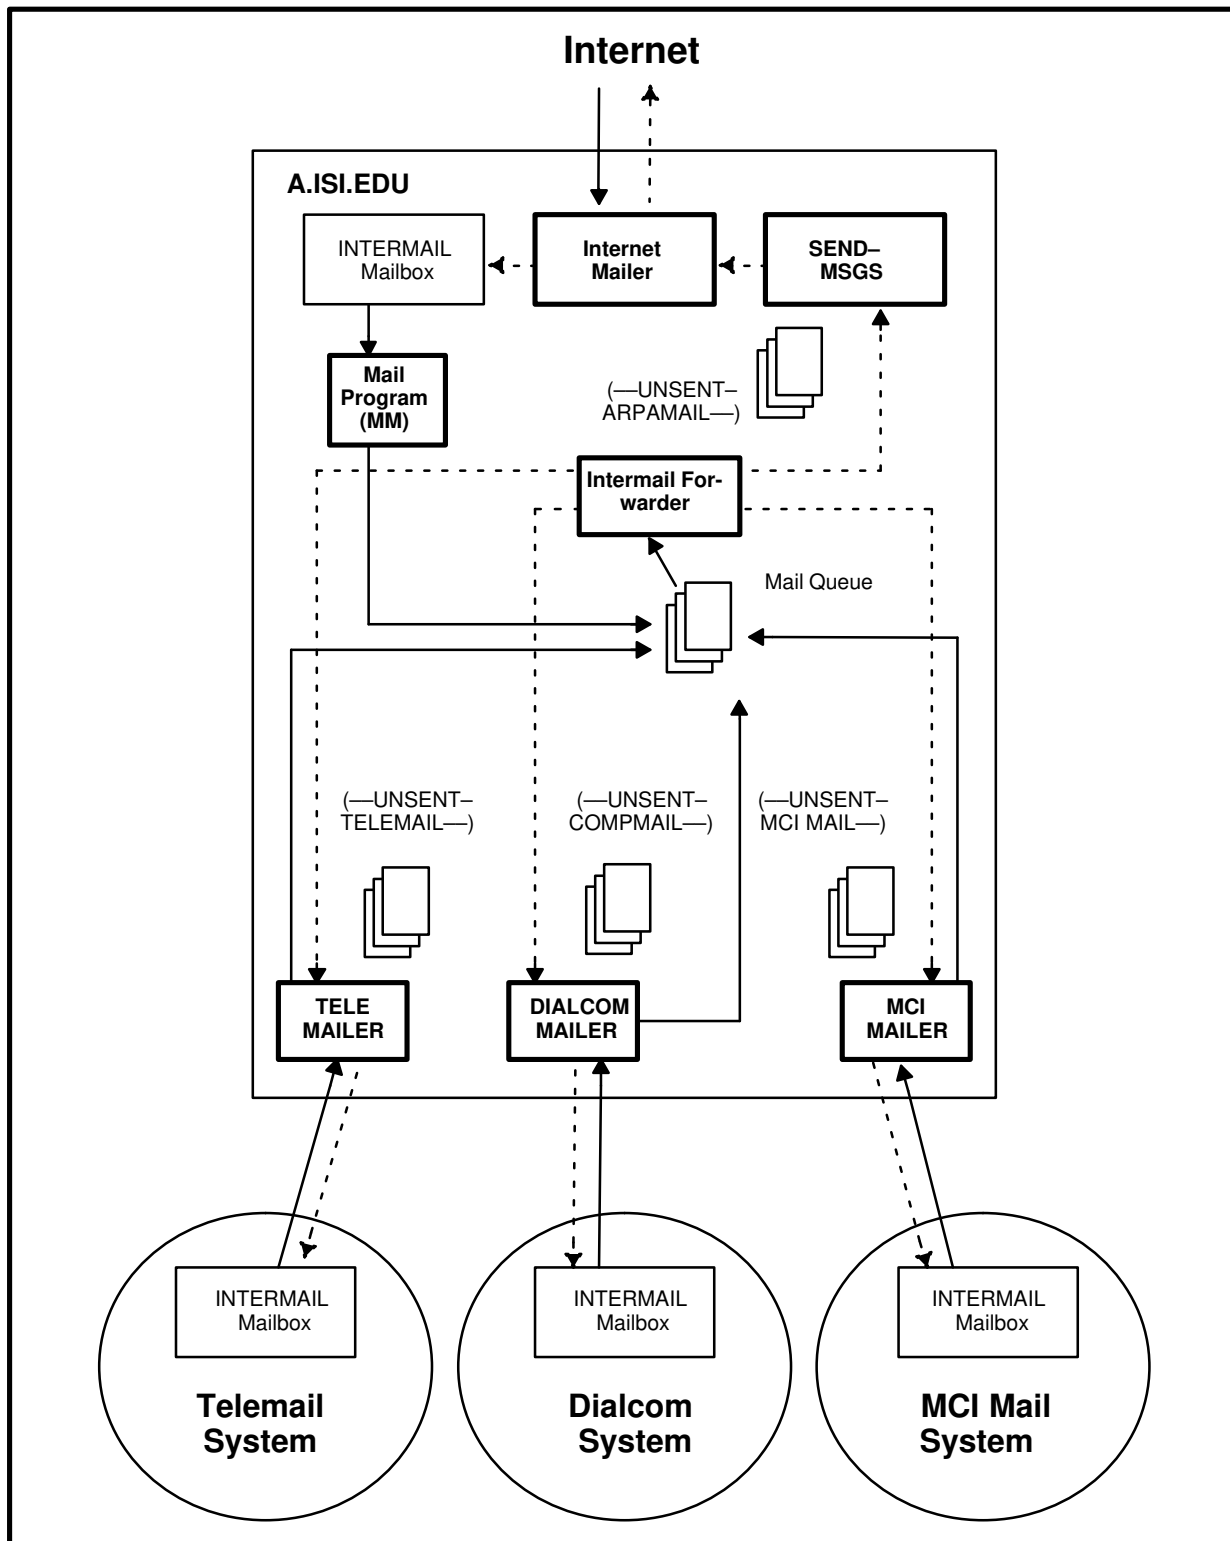 Internet
A.ISI.EDU
INTERMAIL
Mailbox
Internet
Mailer
SEND–
MSGS
Mail
Program
(MM)
(––UNSENT–
ARPAMAIL––)
Intermail For-
warder
Mail Queue
(––UNSENT–
TELEMAIL––)
(––UNSENT–
COMPMAIL––)
(––UNSENT–
MCI MAIL––)
TELE
MAILER
DIALCOM
MAILER
MCI
MAILER
INTERMAIL
Mailbox
INTERMAIL
Mailbox
INTERMAIL
Mailbox
Telemail
System
Dialcom
System
MCI Mail
System